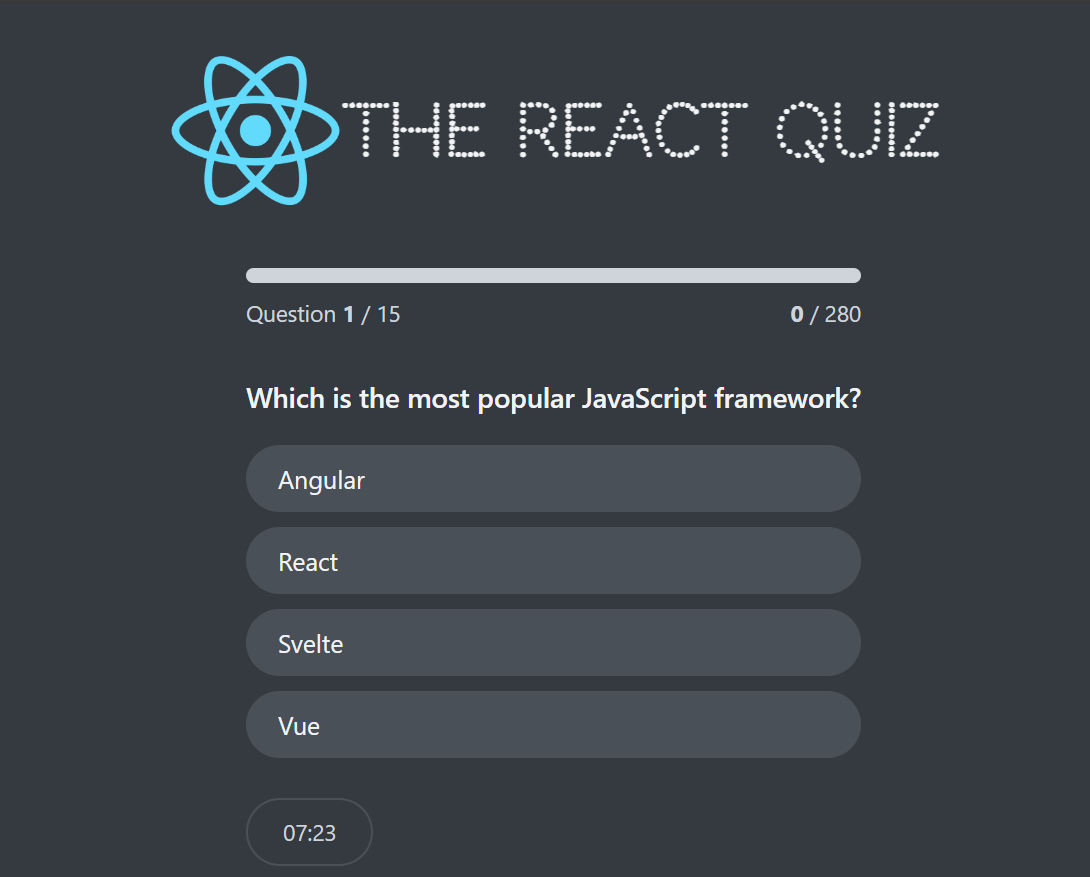 THE REACT QUIZ
Question 1 / 15
0 / 280
Which is the most popular JavaScript framework?
Angular
React
Svelte
Vue
07:23